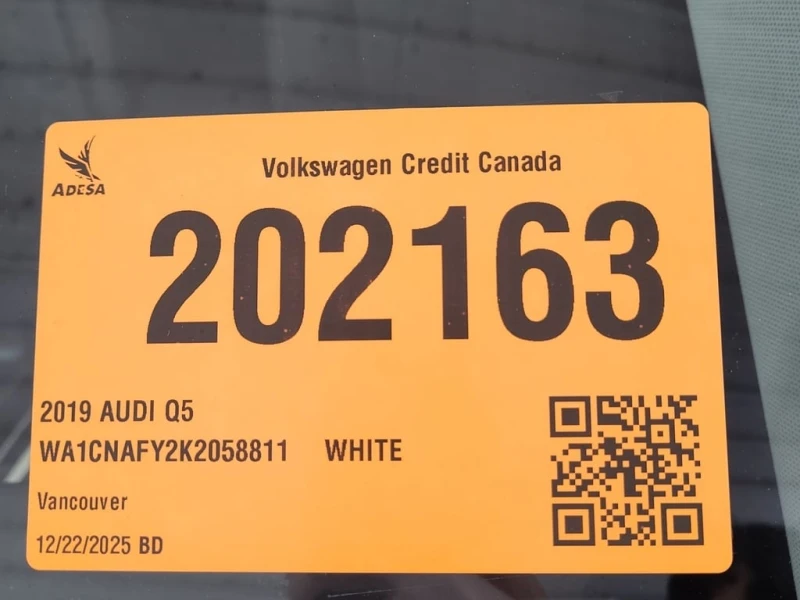 ADESA
Volkswagen Credit Canada
202163
2019 AUDI Q5
WA1CNAFY2K2058811 WHITE
Vancouver
12/22/2025 BD